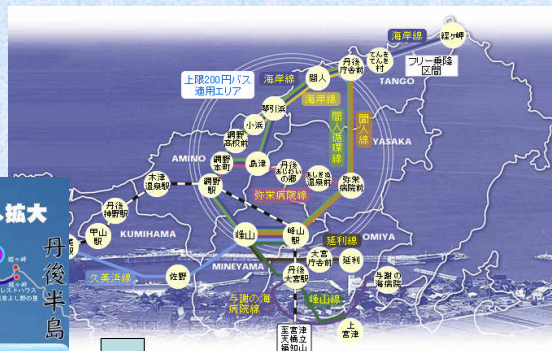 海岸線
経ヶ岬
丹後
庁舎前
てんき
てんき
村
フリー乗降
区間
TANGO
上限200円バス
適用エリア
海岸線
間人
海岸線
琴引浜
小浜
網野
高校前
間人循環線
間人線
YASAKA
AMINO
網野
本町
島津
丹後
あじわい
の郷
あしぎぬ
温泉前
弥栄
病院前
弥栄病院線
木津
温泉駅
網野
駅
丹後
神野駅
甲山
駅
KUMIHAMA
峰山
峰山
駅
延利線
OMIYA
MINEYAMA
大宮
庁舎前
延利
久美浜線
佐野
丹後
大宮駅
与謝の
海病院
与謝の海
病院線
峰山線
上
宮津
至宮津
天橋立
福知山
拡大
丹後半島